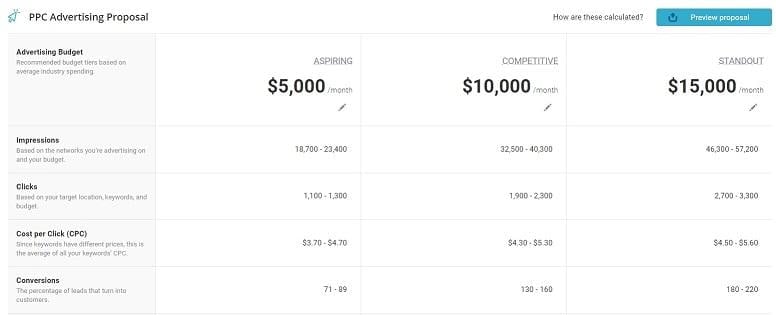 PPC Advertising Proposal
How are these calculated?
Preview proposal
Advertising Budget
Recommended budget tiers based on
average industry spending.
ASPIRING
$5,000 /month
COMPETITIVE
$10,000 /month
STANDOUT
$15,000 /month
Impressions
Based on the networks you're advertising on
and your budget.
18,700 - 23,400
32,500 - 40,300
46,300 - 57,200
Clicks
Based on your target location, keywords, and
budget.
1,100 - 1,300
1,900 - 2,300
2,700 - 3,300
Cost per Click (CPC)
Since keywords have different prices, this is
the average of all your keywords' CPC.
$3.70 - $4.70
$4.30 - $5.30
$4.50 - $5.60
Conversions
The percentage of leads that turn into
customers.
71 - 89
130 - 160
180 - 220